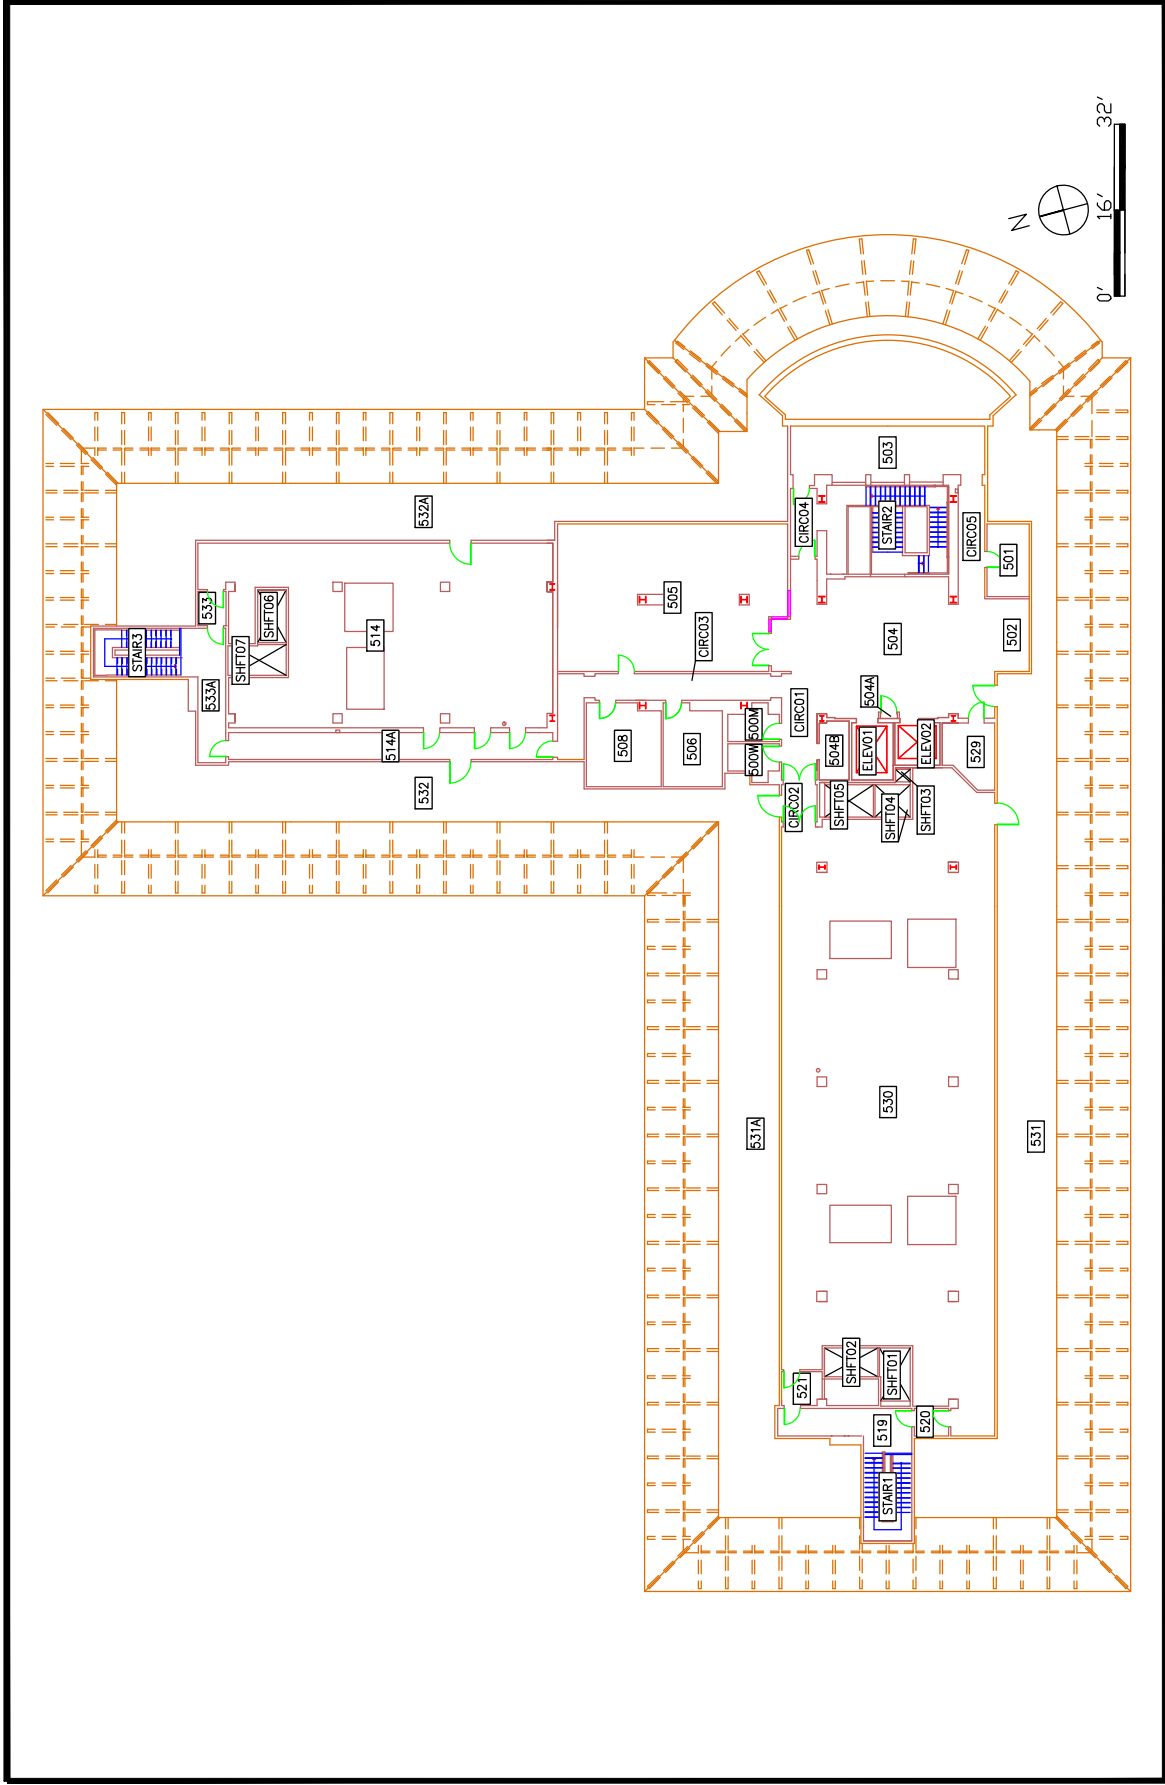 0'
16'
32'
N
503
532A
CIRC04
STAIR2
CIRC05
501
533
SHFT06
505
STAIR3
SHFT07
514
CIRC03
504
502
533A
504A
CIRC01
500M
514A
508
506
500W
504B
ELEV01
ELEV02
529
532
CIRC02
SHFT05
SHFT04
SHFT03
530
531A
531
SHFT02
SHFT01
521
519
520
STAIR1